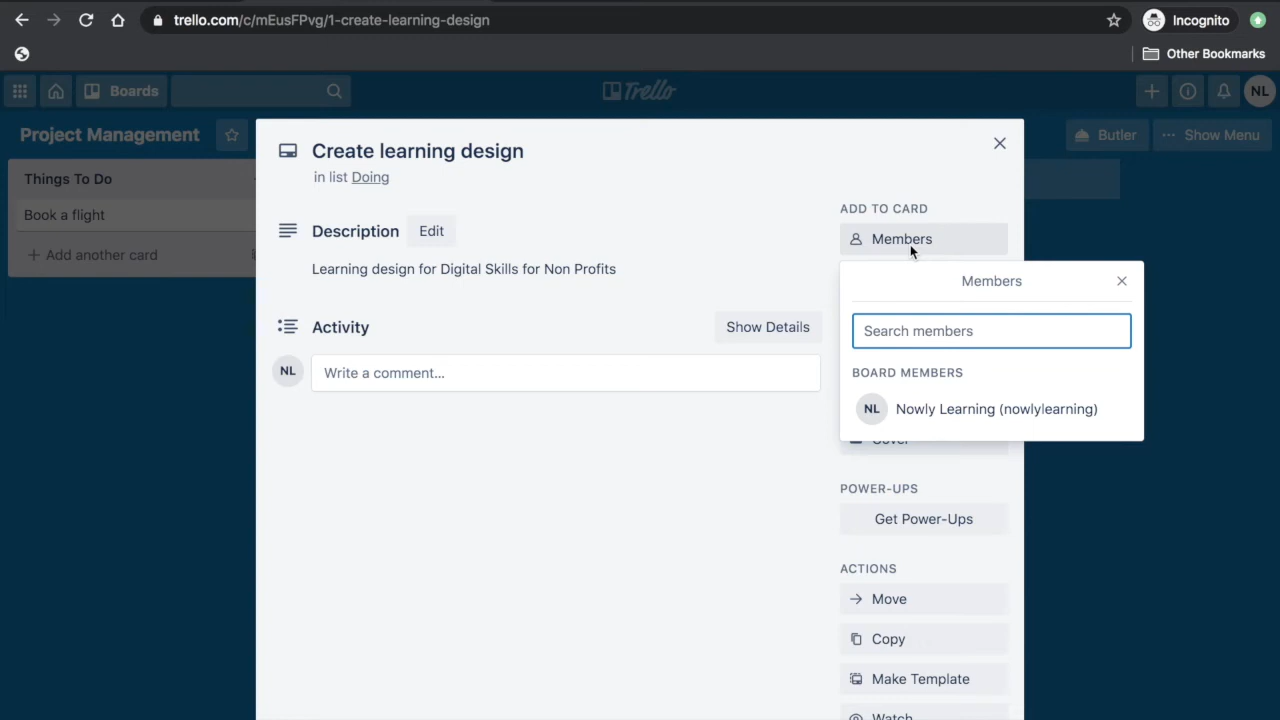 trello.com/c/mEusFPvg/1-create-learning-design
Incognito
Other Bookmarks
Boards
Trello
NL
Project Management
Butler
··· Show Menu
Things To Do
Book a flight
+ Add another card
Create learning design
in list Doing
Description
Edit
Learning design for Digital Skills for Non Profits
Activity
Show Details
NL
Write a comment...
ADD TO CARD
Members
Members
Search members
BOARD MEMBERS
NL
Nowly Learning (nowlylearning)
Cover
POWER-UPS
Get Power-Ups
ACTIONS
Move
Copy
Make Template
Watch